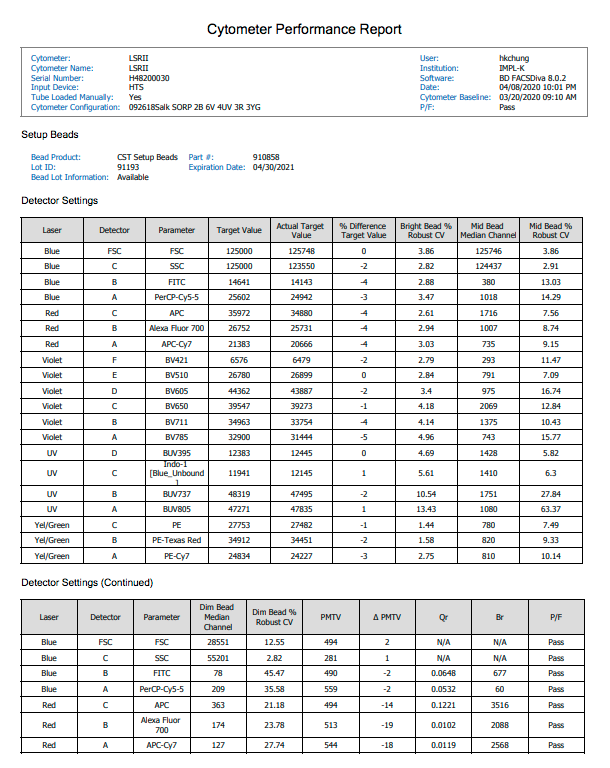 Cytometer Performance Report
Cytometer: LSRII User: hkchung
Cytometer Name: LSRII Institution: IMPL-K
Serial Number: H48200030 Software: BD FACSDiva 8.0.2
Input Device: HTS Date: 04/08/2020 10:01 PM
Tube Loaded Manually: Yes Cytometer Baseline: 03/20/2020 09:10 AM
Cytometer Configuration: 092618Salk SORP 2B 6V 4UV 3R 3YG P/F: Pass
Setup Beads
Bead Product: CST Setup Beads Part #: 910858
Lot ID: 91193 Expiration Date: 04/30/2021
Bead Lot Information: Available
Detector Settings
Laser Detector Parameter Target Value Actual Target Value % Difference Target Value Bright Bead % Robust CV Mid Bead Median Channel Mid Bead % Robust CV
Blue FSC FSC 125000 125748 0 3.86 125746 3.86
Blue C SSC 125000 123550 -2 2.82 124437 2.91
Blue B FITC 14641 14143 -4 2.88 380 13.03
Blue A PerCP-Cy5-5 25602 24942 -3 3.47 1018 14.29
Red C APC 35972 34880 -4 2.61 1716 7.56
Red B Alexa Fluor 700 26752 25731 -4 2.94 1007 8.74
Red A APC-Cy7 21383 20666 -4 3.03 735 9.15
Violet F BV421 6576 6479 -2 2.79 293 11.47
Violet E BV510 26780 26899 0 2.84 791 7.09
Violet D BV605 44362 43887 -2 3.4 975 16.74
Violet C BV650 39547 39273 -1 4.18 2069 12.84
Violet B BV711 34963 33754 -4 4.14 1375 10.43
Violet A BV785 32900 31444 -5 4.96 743 15.77
UV D BUV395 12383 12445 0 4.69 1428 5.82
UV C Indo-1 [Blue_Unbound ] 11941 12145 1 5.61 1410 6.3
UV B BUV737 48319 47495 -2 10.54 1751 27.84
UV A BUV805 47271 47835 1 13.43 1080 63.37
Yel/Green C PE 27753 27482 -1 1.44 780 7.49
Yel/Green B PE-Texas Red 34912 34451 -2 1.58 820 9.33
Yel/Green A PE-Cy7 24834 24227 -3 2.75 810 10.14
Detector Settings (Continued)
Laser Detector Parameter Dim Bead Median Channel Dim Bead % Robust CV PMTV Δ PMTV Qr Br P/F
Blue FSC FSC 28551 12.55 494 2 N/A N/A Pass
Blue C SSC 55201 2.82 281 1 N/A N/A Pass
Blue B FITC 78 45.47 490 -2 0.0648 677 Pass
Blue A PerCP-Cy5-5 209 35.58 559 -2 0.0532 60 Pass
Red C APC 363 21.18 494 -14 0.1221 3516 Pass
Red B Alexa Fluor 700 174 23.78 513 -19 0.0102 2088 Pass
Red A APC-Cy7 127 27.74 544 -18 0.0119 2568 Pass